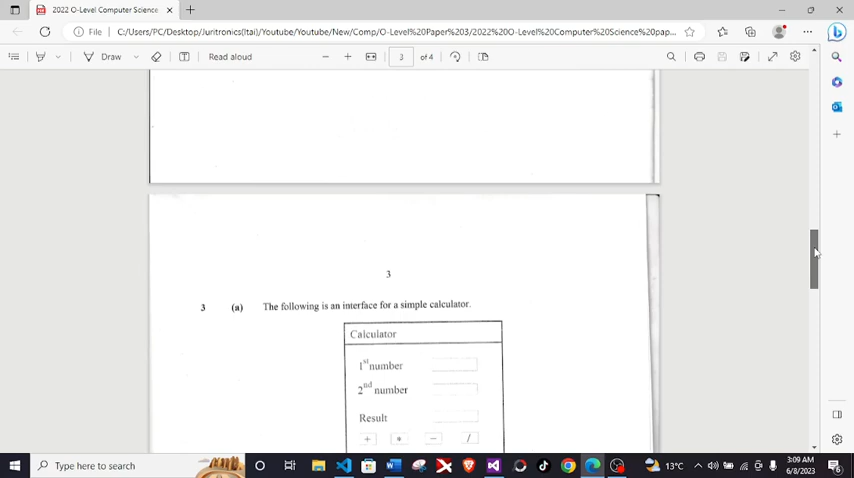 2022 O-Level Computer Science
File
C:/Users/PC/Desktop/Juritronics(Itai)/Youtube/Youtube/New/Comp/O-Level%20Paper%203/2022%20O-Level%20Computer%20Science%20pap...
Draw
Read aloud
3
of 4
3
3 (a) The following is an interface for a simple calculator.
Calculator
1st number
2nd number
Result
+ * - /
Type here to search
13°C
3:09 AM
6/8/2023